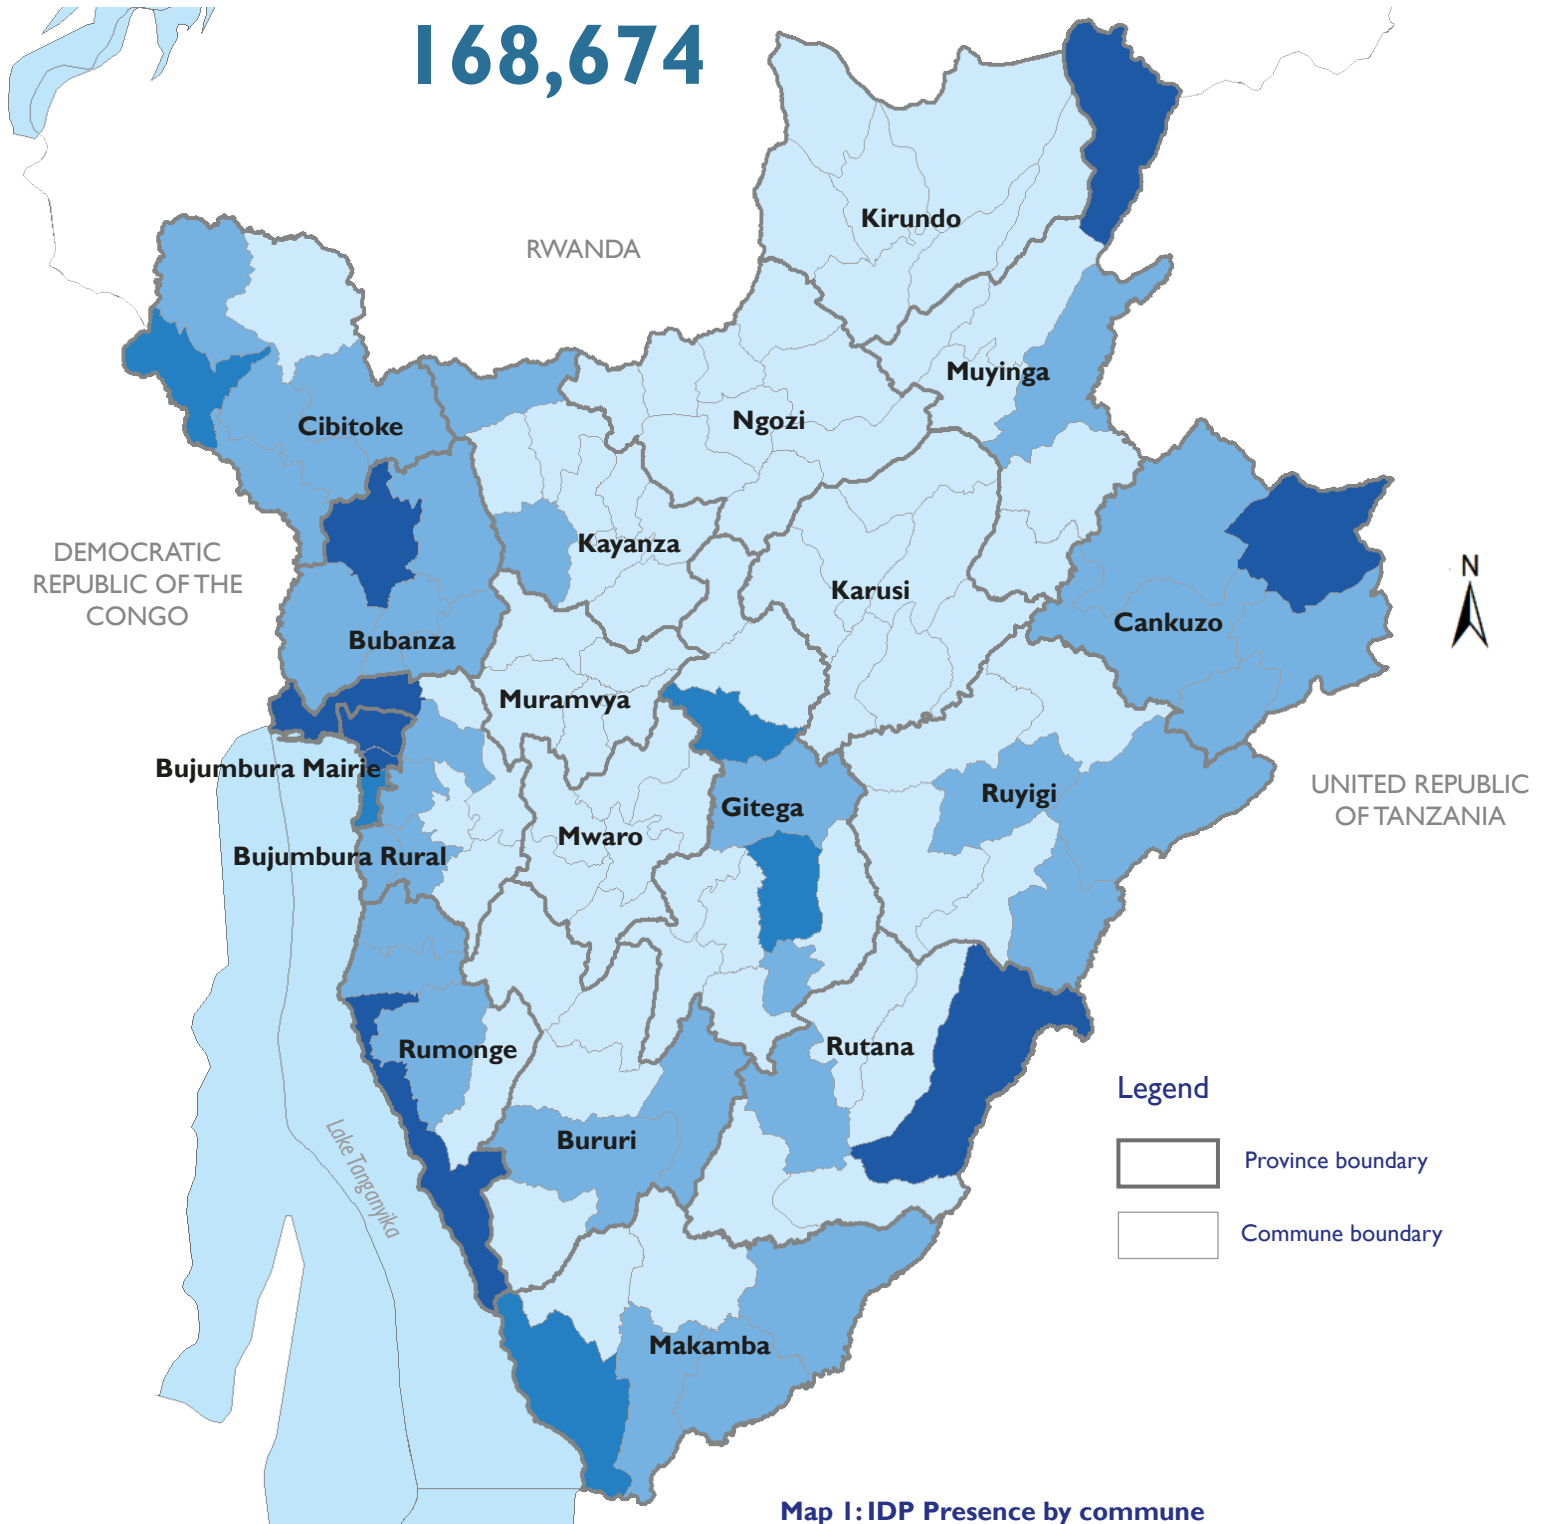 168,674
Kirundo
RWANDA
Muyinga
Ngozi
Cibitoke
DEMOCRATIC
REPUBLIC OF THE
CONGO
Kayanza
N
Karusi
Cankuzo
Bubanza
Muramvya
Bujumbura Mairie
UNITED REPUBLIC
OF TANZANIA
Ruyigi
Gitega
Mwaro
Bujumbura Rural
Rutana
Rumonge
Legend
Bururi
Lake Tanganyika
Province boundary
Commune boundary
Makamba
Map 1: IDP Presence by commune